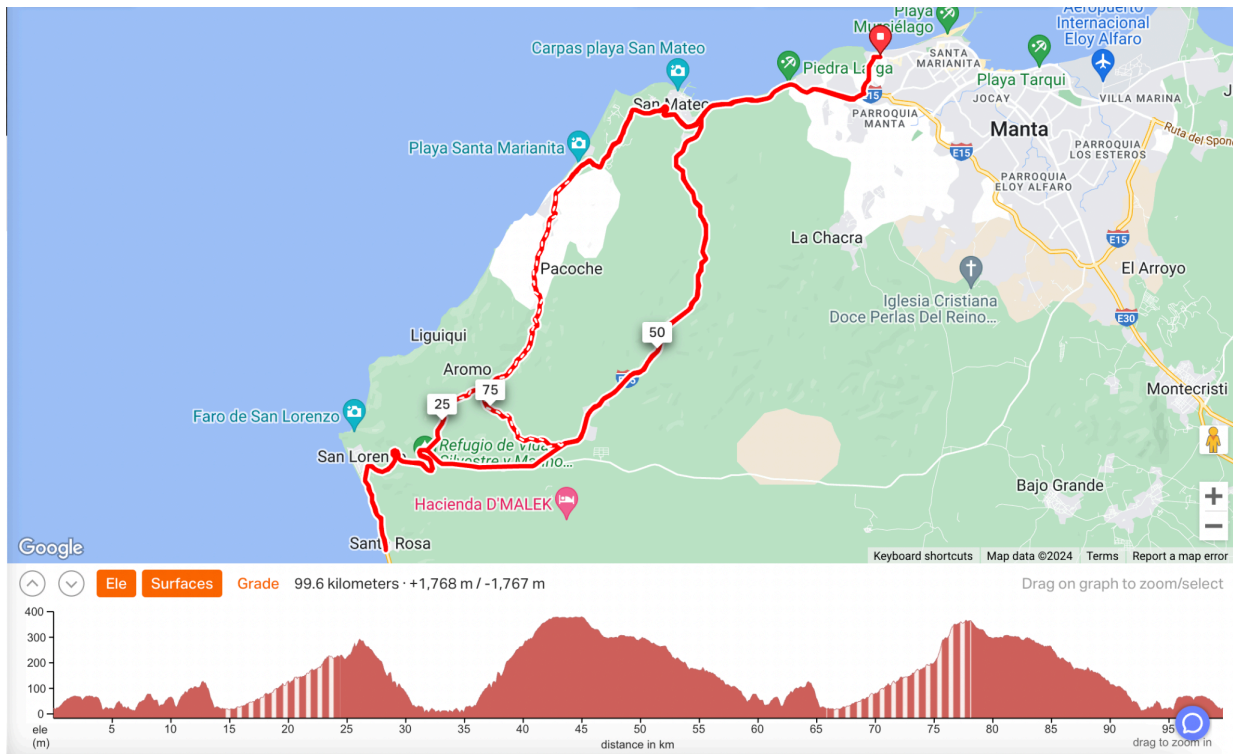 Playa
Murciélago
Aeropuerto
Internacional
Eloy Alfaro
Carpas playa San Mateo
SANTA
MARIANITA
Piedra Larga
Playa Tarqui
San Mateo
E15
JOCAY
VILLA MARINA
PARROQUIA
MANTA
Manta
Ruta del Spon
Playa Santa Marianita
E15
PARROQUIA
LOS ESTEROS
PARROQUIA
ELOY ALFARO
La Chacra
E15
Pacoche
El Arroyo
Iglesia Cristiana
Doce Perlas Del Reino...
E30
Liguiqui
50
Aromo
75
Montecristi
25
Faro de San Lorenzo
Refugio de Vida
Silvestre y Marino...
San Lorenzo
Bajo Grande
Hacienda D'MALEK
Santa Rosa
Google
Keyboard shortcuts Map data ©2024 Terms Report a map error
Ele Surfaces Grade 99.6 kilometers · +1,768 m / -1,767 m Drag on graph to zoom/select
400
300
200
100
0
5 10 15 20 25 30 35 40 45 50 55 60 65 70 75 80 85 90 95
ele
(m)
distance in km
drag to zoom in